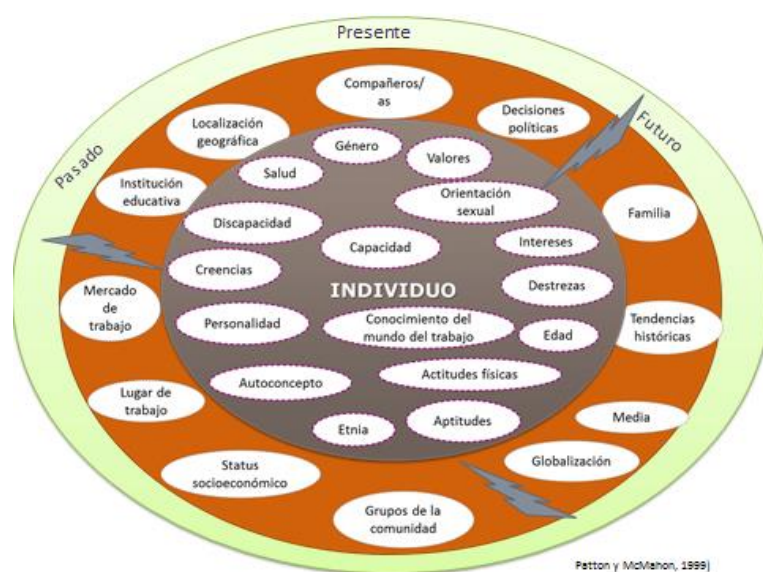 Presente
Pasado
Futuro
Compañeros/
as
Decisiones
políticas
Localización
geográfica
Institución
educativa
Familia
Mercado
de
trabajo
Tendencias
históricas
Lugar de
trabajo
Media
Globalización
Status
socioeconómico
Grupos de la
comunidad
Género
Valores
Salud
Orientación
sexual
Discapacidad
Capacidad
Intereses
Creencias
INDIVIDUO
Destrezas
Personalidad
Conocimiento del
mundo del trabajo
Edad
Autoconcepto
Actitudes físicas
Etnia
Aptitudes
Patton y McMahon, 1999)